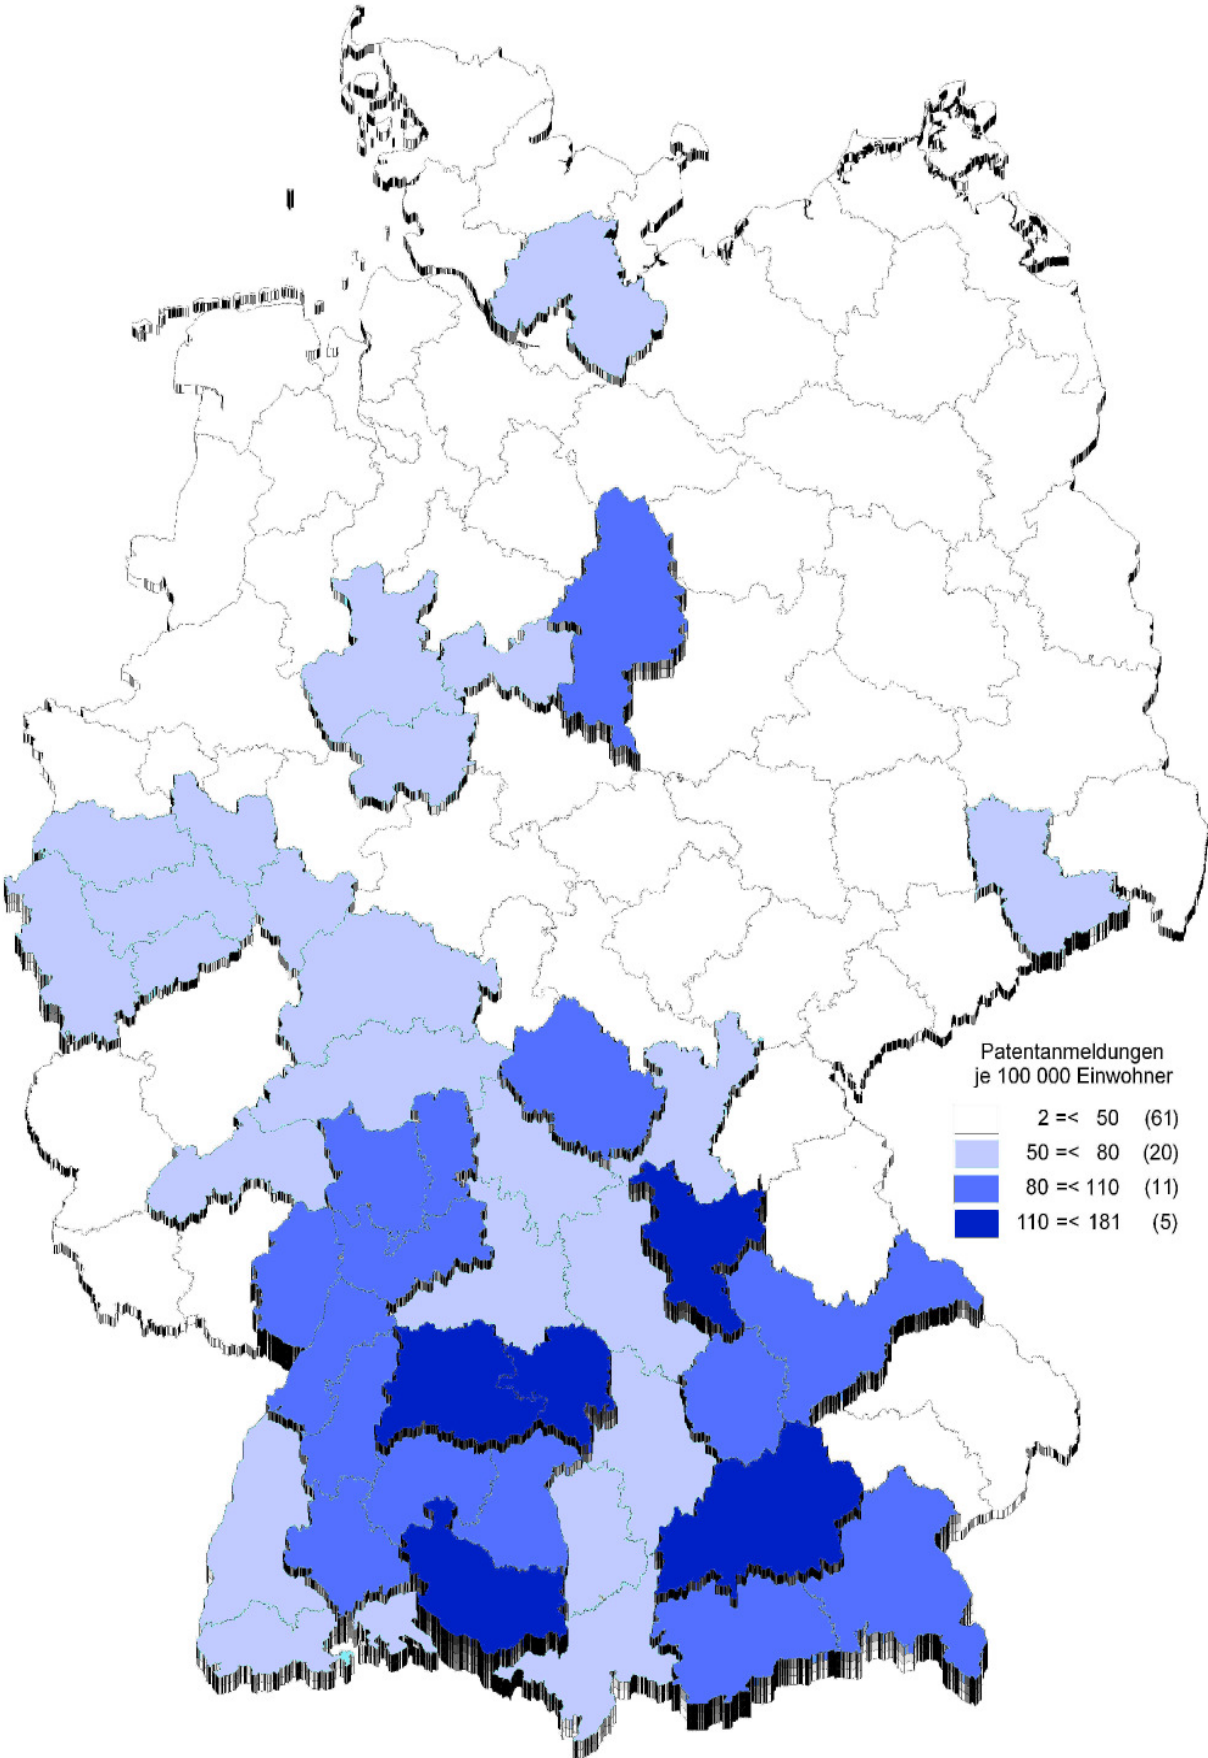 Patentanmeldungen
je 100 000 Einwohner
2 =< 50 (61)
50 =< 80 (20)
80 =< 110 (11)
110 =< 181 (5)